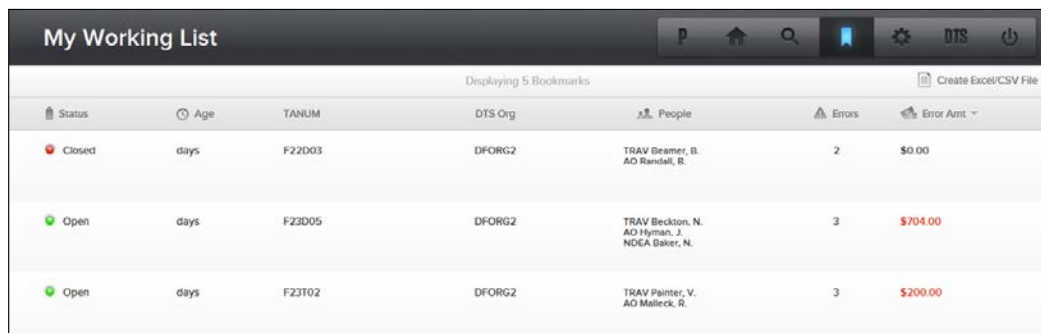 My Working List P DTS
Displaying 5 Bookmarks Create Excel/CSV File
Status Age TANUM DTS Org People Errors Error Amt
Closed days F22D03 DFORG2 TRAV Beamer, B. 2 $0.00
AO Randall, B.
Open days F23D05 DFORG2 TRAV Beckton, N. 3 $704.00
AO Hyman, J.
NDEA Baker, N.
Open days F23T02 DFORG2 TRAV Painter, V. 3 $200.00
AO Malleck, R.